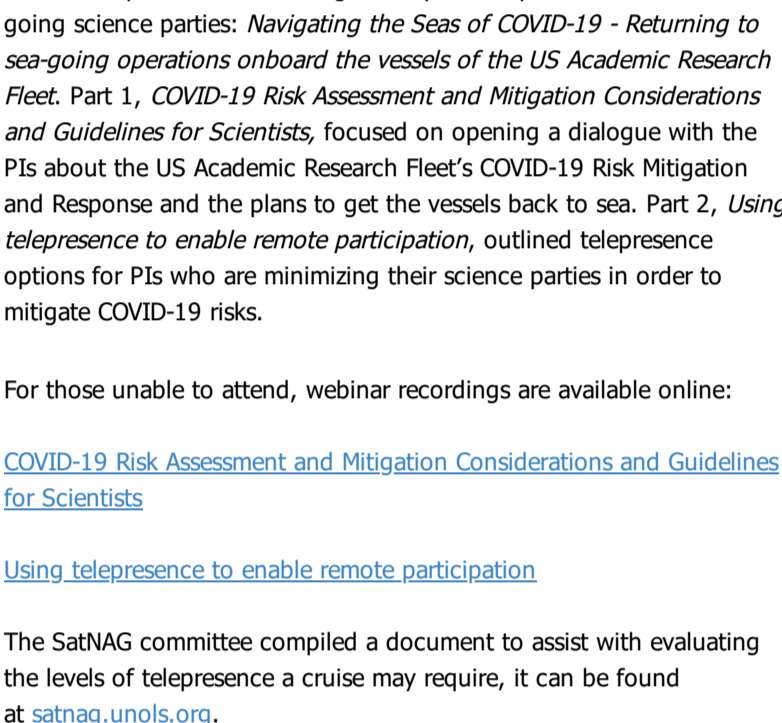 going science parties: Navigating the Seas of COVID-19 - Returning to
sea-going operations onboard the vessels of the US Academic Research
Fleet. Part 1, COVID-19 Risk Assessment and Mitigation Considerations
and Guidelines for Scientists, focused on opening a dialogue with the
PIs about the US Academic Research Fleet's COVID-19 Risk Mitigation
and Response and the plans to get the vessels back to sea. Part 2, Using
telepresence to enable remote participation, outlined telepresence
options for PIs who are minimizing their science parties in order to
mitigate COVID-19 risks.
For those unable to attend, webinar recordings are available online:
COVID-19 Risk Assessment and Mitigation Considerations and Guidelines
for Scientists
Using telepresence to enable remote participation
The SatNAG committee compiled a document to assist with evaluating
the levels of telepresence a cruise may require, it can be found
at satnag.unols.org.